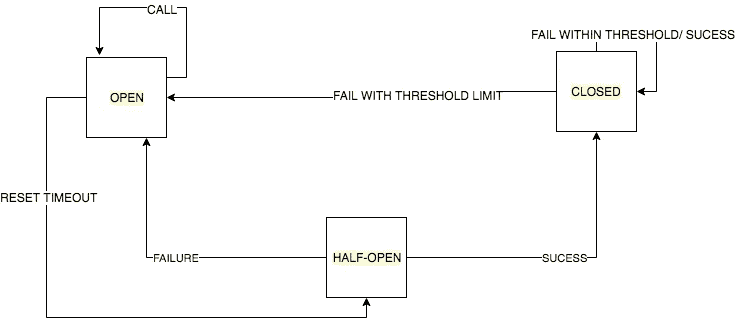 CALL
FAIL WITHIN THRESHOLD/ SUCESS
OPEN
FAIL WITH THRESHOLD LIMIT
CLOSED
RESET TIMEOUT
FAILURE
HALF-OPEN
SUCESS